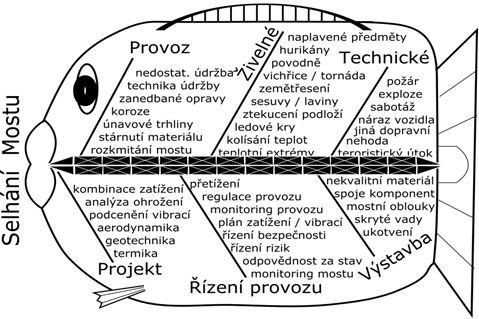 Selhání Mostu
Provoz
nedostat. údržba
technika údržby
zanedbané opravy
koroze
únavové trhliny
stárnutí materiálu
rozkmitání mostu
Živelné
naplavené předměty
hurikány
povodně
vichřice / tornáda
zemětřesení
sesuvy / laviny
ztekucení podloží
ledové kry
kolísání teplot
teplotní extrémy
Technické
požár
exploze
sabotáž
náraz vozidla
jiná dopravní
nehoda
teroristický útok
kombinace zatížení
analýza ohrožení
podcenění vibrací
aerodynamika
geotechnika
termika
Projekt
přetížení
regulace provozu
monitoring provozu
plán zatížení / vibrací
řízení bezpečnosti
řízení rizik
odpovědnost za stav
monitoring mostu
Řízení provozu
nekvalitní materiál
spoje komponent
mostní oblouky
skryté vady
ukotvení
Výstavba